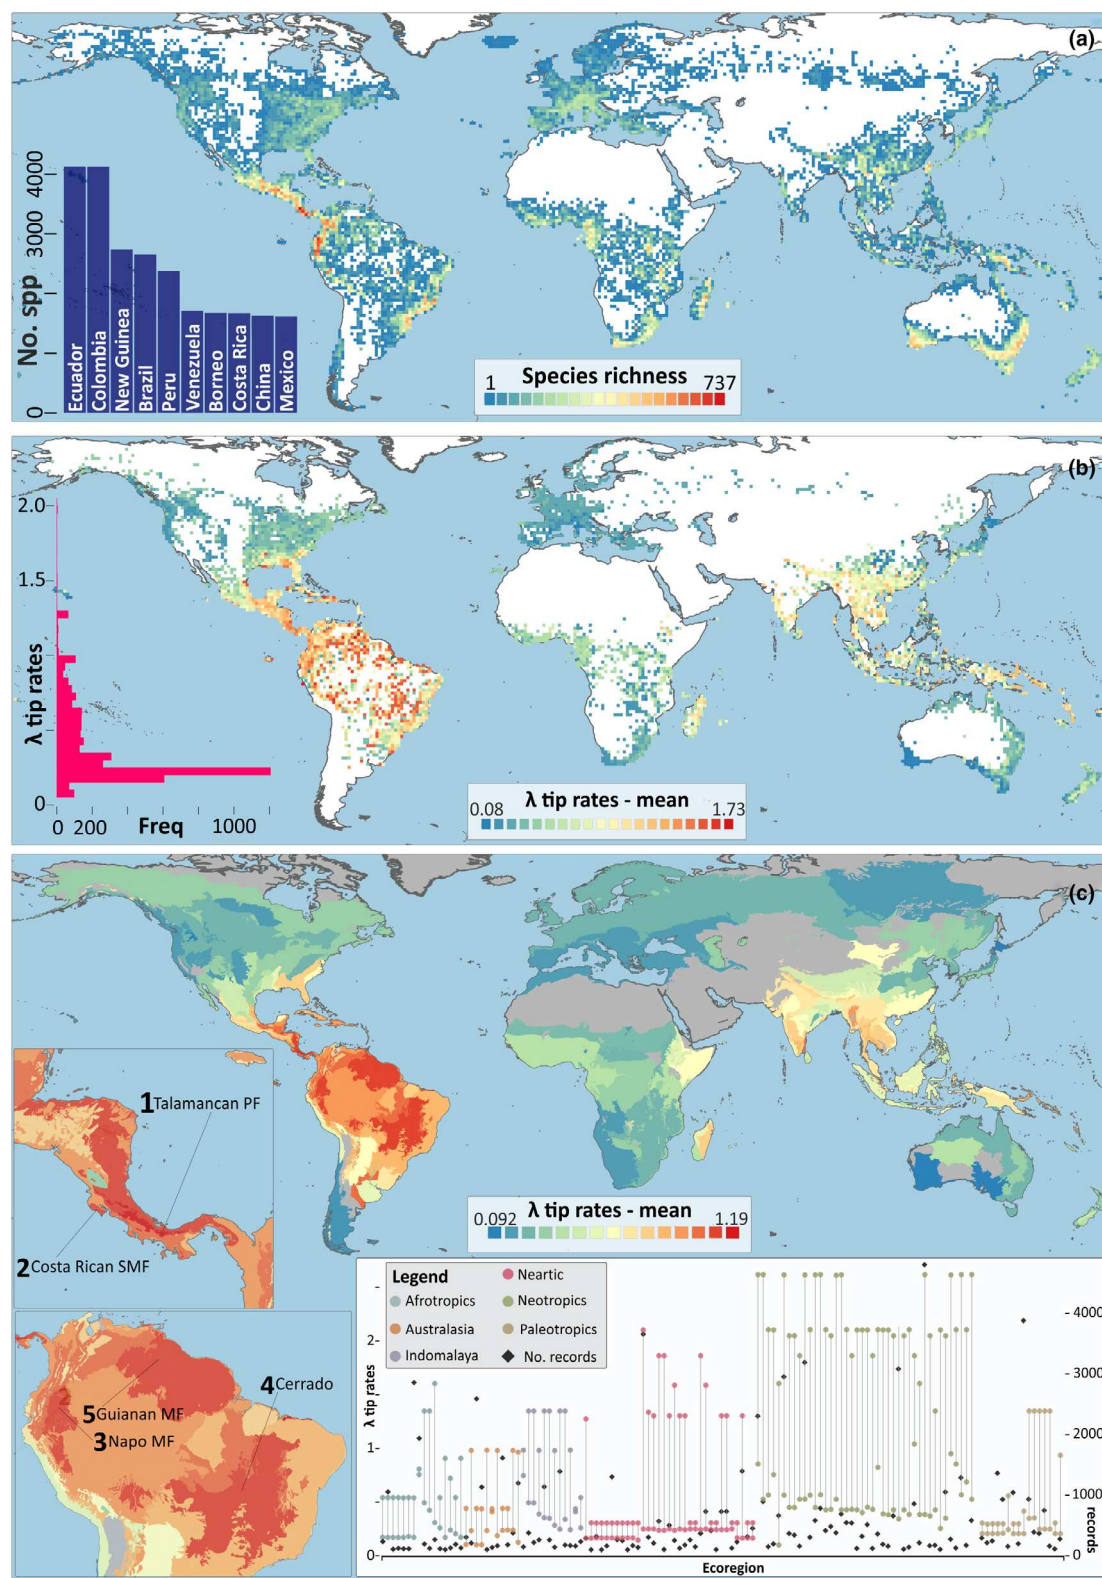 (a)
No. spp
4000
3000
0
Ecuador
Colombia
New Guinea
Brazil
Peru
Venezuela
Borneo
Costa Rica
China
Mexico
Species richness
1
737
(b)
2.0
1.5
λ tip rates
0
0 200 Freq 1000
λ tip rates - mean
0.08
1.73
(c)
1 Talamancan PF
2 Costa Rican SMF
λ tip rates - mean
0.092
1.19
5 Guianan MF
3 Napo MF
4 Cerrado
Legend
Neartic
Afrotropics
Neotropics
Australasia
Paleotropics
Indomalaya
No. records
λ tip rates
2
1
0
4000
3000
2000
1000
0
records
Ecoregion